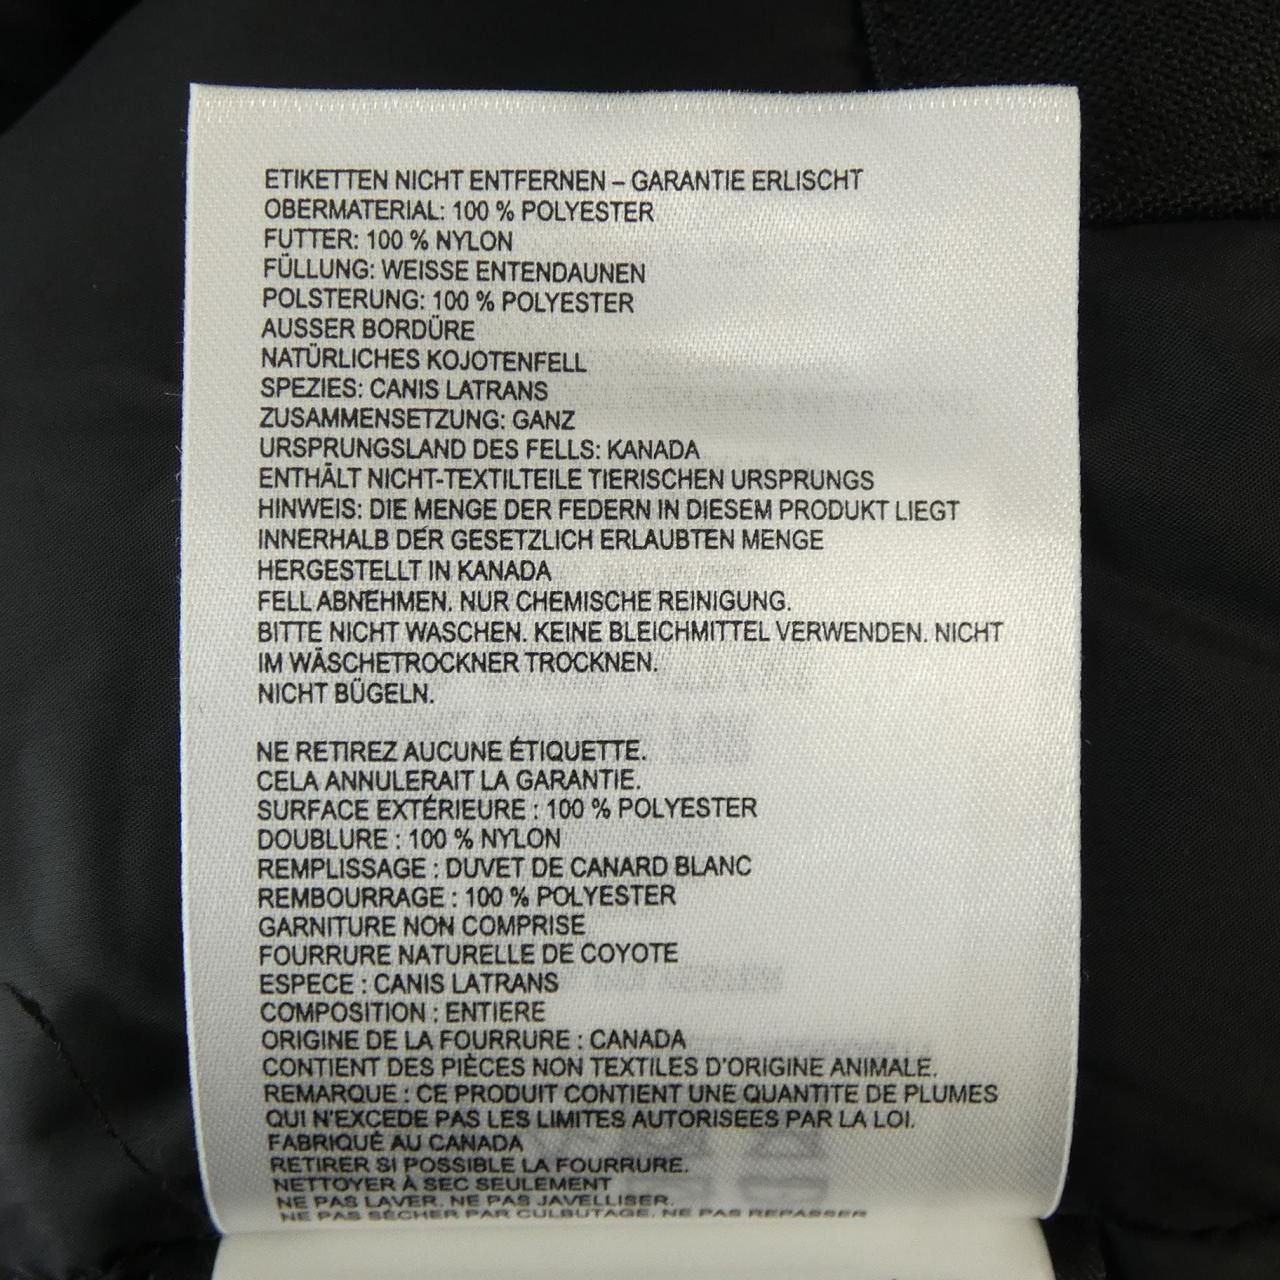 ETIKETTEN NICHT ENTFERNEN – GARANTIE ERLISCHT
OBERMATERIAL: 100 % POLYESTER
FUTTER: 100 % NYLON
FÜLLUNG: WEISSE ENTENDAUNEN
POLSTERUNG: 100 % POLYESTER
AUSSER BORDÜRE
NATÜRLICHES KOJOTENFELL
SPEZIES: CANIS LATRANS
ZUSAMMENSETZUNG: GANZ
URSPRUNGSLAND DES FELLS: KANADA
ENTHÄLT NICHT-TEXTILTEILE TIERISCHEN URSPRUNGS
HINWEIS: DIE MENGE DER FEDERN IN DIESEM PRODUKT LIEGT
INNERHALB DER GESETZLICH ERLAUBTEN MENGE
HERGESTELLT IN KANADA
FELL ABNEHMEN. NUR CHEMISCHE REINIGUNG.
BITTE NICHT WASCHEN. KEINE BLEICHMITTEL VERWENDEN. NICHT
IM WÄSCHETROCKNER TROCKNEN.
NICHT BÜGELN.
NE RETIREZ AUCUNE ÉTIQUETTE.
CELA ANNULERAIT LA GARANTIE.
SURFACE EXTÉRIEURE : 100 % POLYESTER
DOUBLURE : 100 % NYLON
REMPLISSAGE : DUVET DE CANARD BLANC
REMBOURRAGE : 100 % POLYESTER
GARNITURE NON COMPRISE
FOURRURE NATURELLE DE COYOTE
ESPECE : CANIS LATRANS
COMPOSITION : ENTIERE
ORIGINE DE LA FOURRURE : CANADA
CONTIENT DES PIÈCES NON TEXTILES D'ORIGINE ANIMALE.
REMARQUE : CE PRODUIT CONTIENT UNE QUANTITE DE PLUMES
QUI N'EXCEDE PAS LES LIMITES AUTORISEES PAR LA LOI.
FABRIQUÉ AU CANADA
RETIRER SI POSSIBLE LA FOURRURE.
NETTOYER À SEC SEULEMENT
NE PAS LAVER. NE PAS JAVELLISER.
NE PAS SÉCHER PAR CULBUTAGE. NE PAS REPASSER